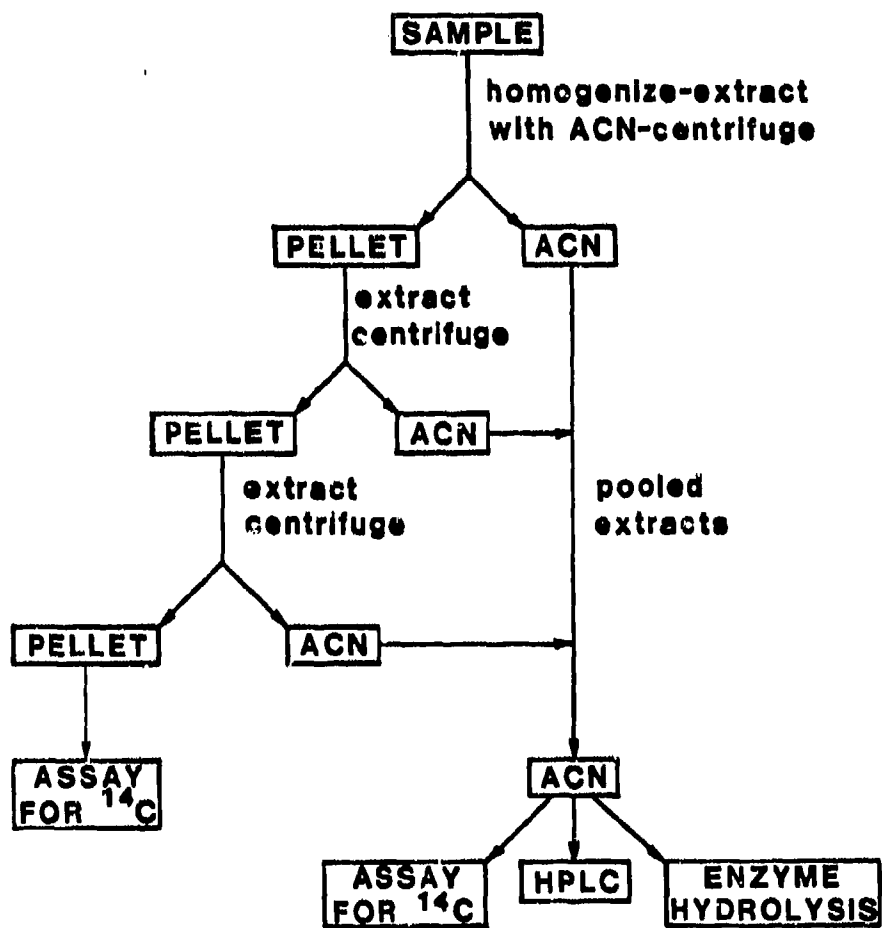 SAMPLE
homogenize-extract
with ACN-centrifuge
PELLET
ACN
extract
centrifuge
PELLET
ACN
extract
centrifuge
pooled
extracts
PELLET
ACN
ASSAY
FOR ¹⁴C
ACN
ASSAY
FOR ¹⁴C
HPLC
ENZYME
HYDROLYSIS